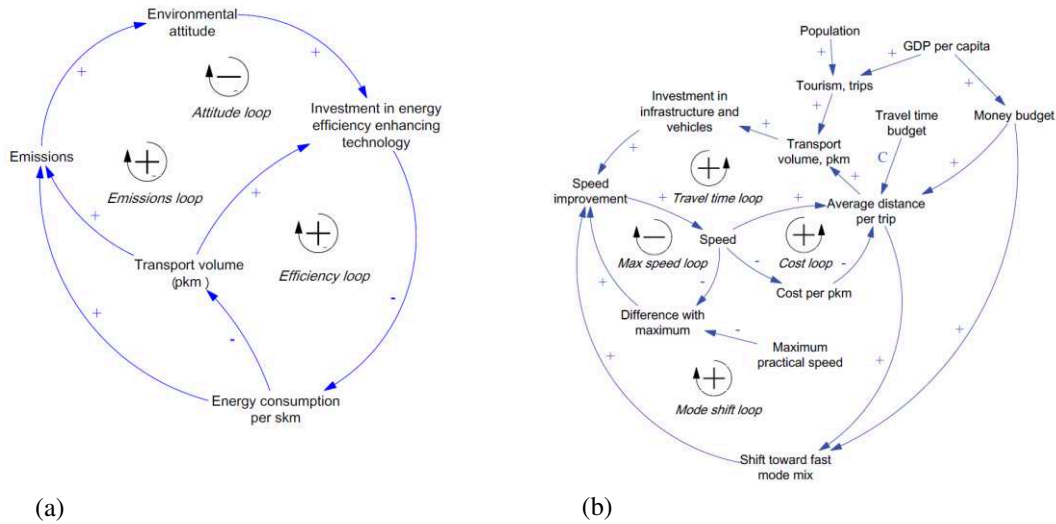 Environmental
attitude
+
+
−
Attitude loop
Investment in energy
efficiency enhancing
technology
Emissions
+
Emissions loop
+
+
+
Efficiency loop
Transport volume
(pkm )
+
-
-
Energy consumption
per skm
(a)
Population
GDP per capita
+
+
Tourism, trips
+
+
Investment in
infrastructure and
vehicles
Travel time
budget
Money budget
+
Transport
volume, pkm
C
+
+
+
Speed
improvement
+
Travel time loop
+
+
Average distance
per trip
−
Max speed loop
Speed
+
Cost loop
-
-
-
Cost per pkm
+
Difference with
maximum
-
Maximum
practical speed
+
+
+
+
Mode shift loop
Shift toward fast
mode mix
(b)